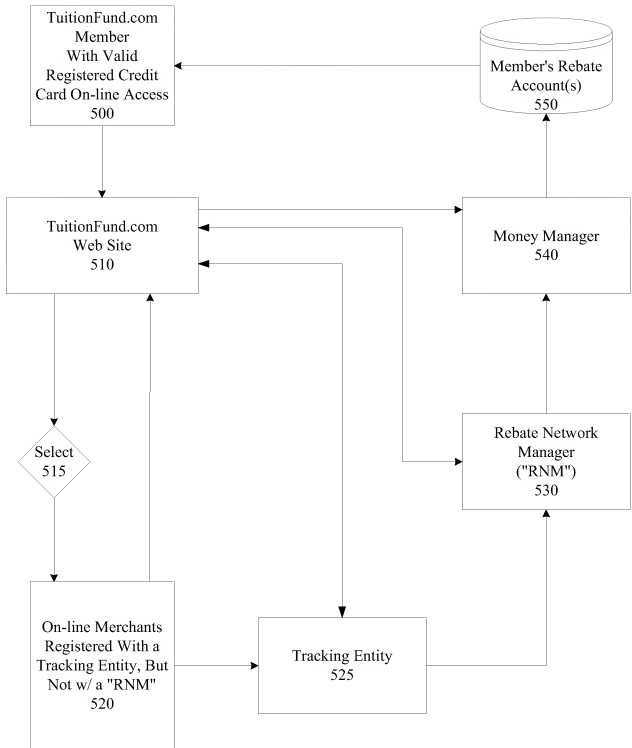 TuitionFund.com
Member
With Valid
Registered Credit
Card On-line Access
500
Member's Rebate
Account(s)
550
TuitionFund.com
Web Site
510
Money Manager
540
Select
515
Rebate Network
Manager
("RNM")
530
On-line Merchants
Registered With a
Tracking Entity, But
Not w/ a "RNM"
520
Tracking Entity
525